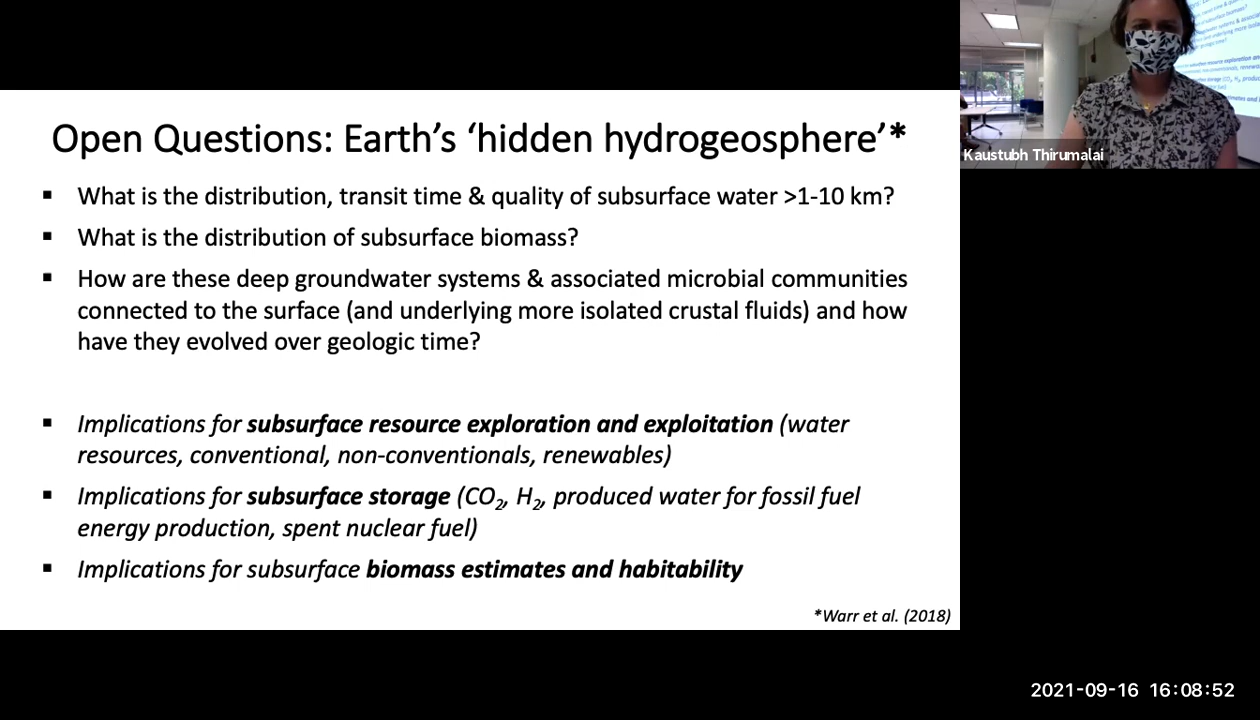 Open Questions: Earth's 'hidden hydrogeosphere'*
▪ What is the distribution, transit time & quality of subsurface water >1-10 km?
▪ What is the distribution of subsurface biomass?
▪ How are these deep groundwater systems & associated microbial communities
connected to the surface (and underlying more isolated crustal fluids) and how
have they evolved over geologic time?
▪ Implications for subsurface resource exploration and exploitation (water
resources, conventional, non-conventionals, renewables)
▪ Implications for subsurface storage (CO₂, H₂, produced water for fossil fuel
energy production, spent nuclear fuel)
▪ Implications for subsurface biomass estimates and habitability
*Warr et al. (2018)
Kaustubh Thirumalai
2021-09-16 16:08:52